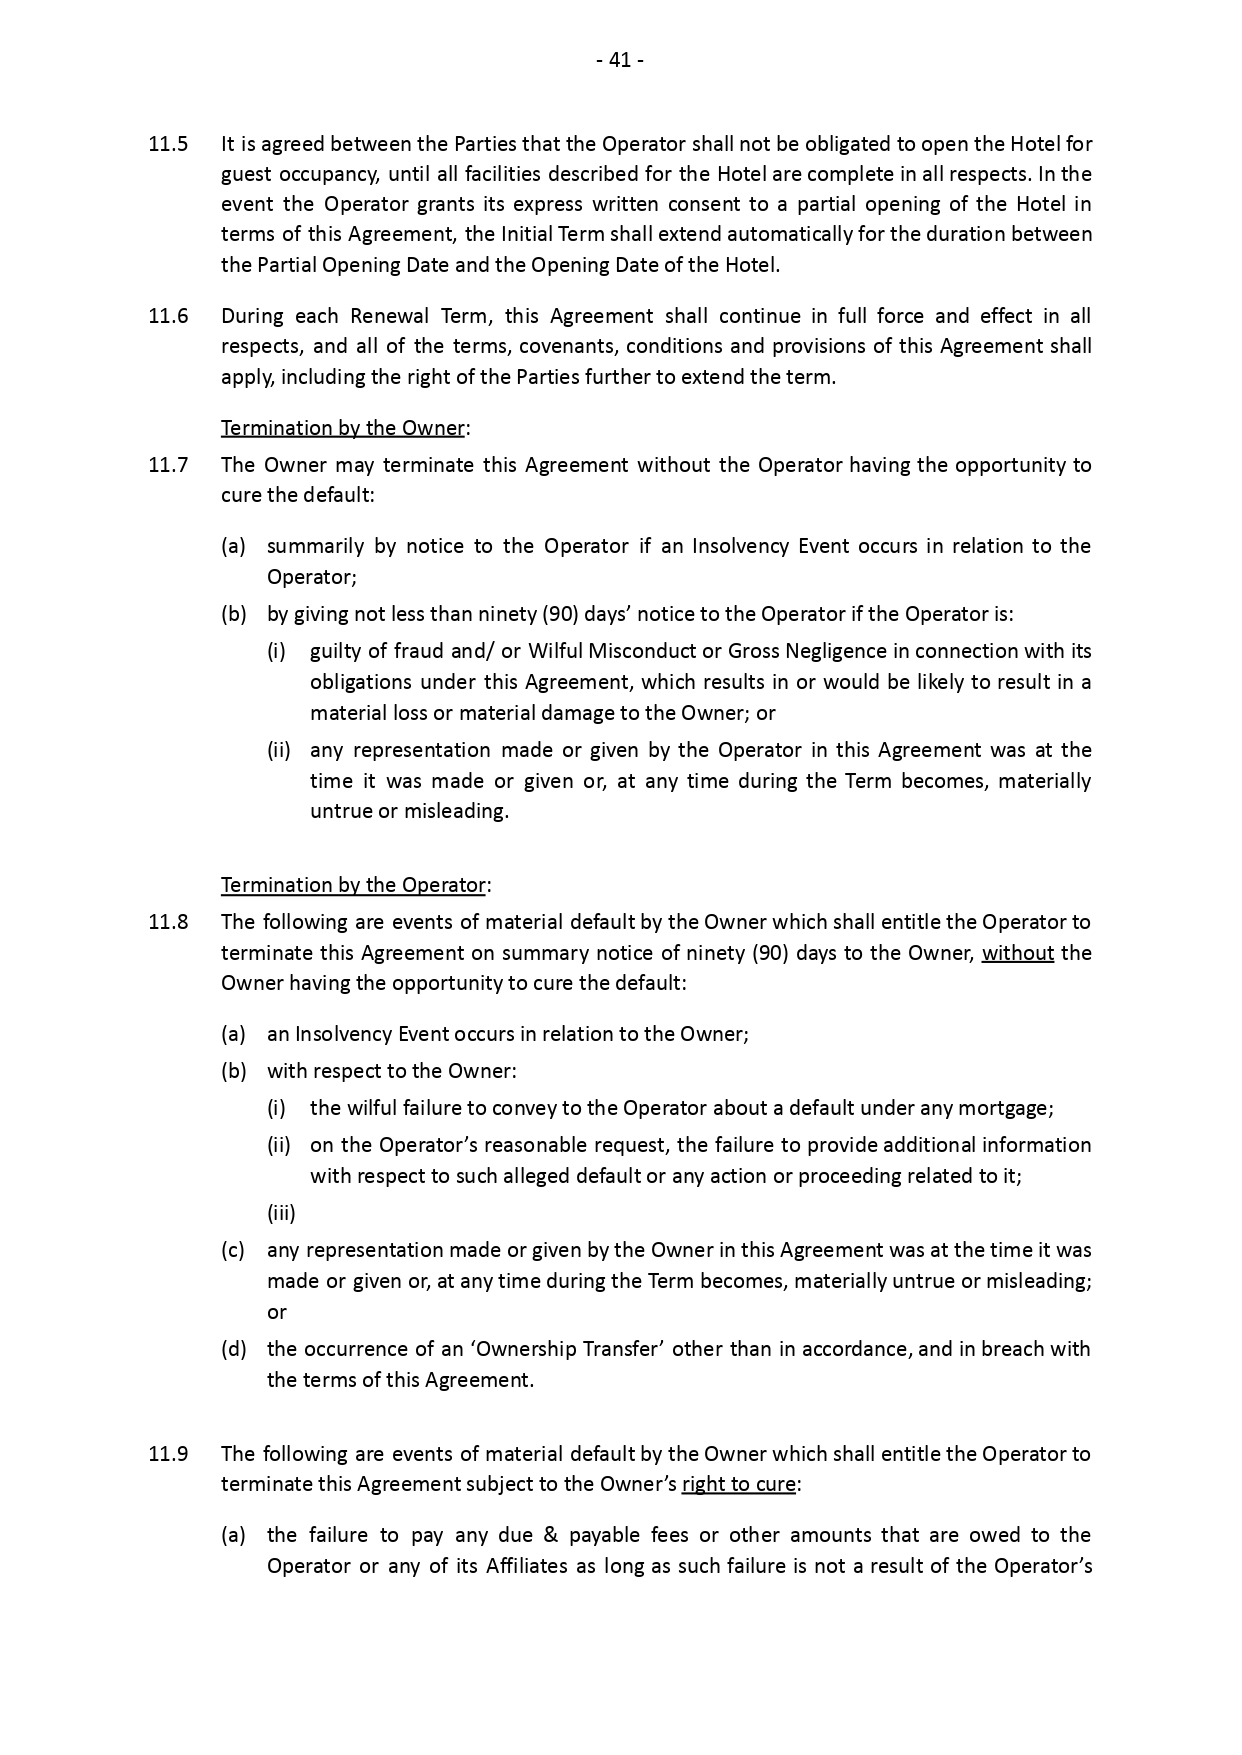 - 41 -
11.5 It is agreed between the Parties that the Operator shall not be obligated to open the Hotel for
guest occupancy, until all facilities described for the Hotel are complete in all respects. In the
event the Operator grants its express written consent to a partial opening of the Hotel in
terms of this Agreement, the Initial Term shall extend automatically for the duration between
the Partial Opening Date and the Opening Date of the Hotel.
11.6 During each Renewal Term, this Agreement shall continue in full force and effect in all
respects, and all of the terms, covenants, conditions and provisions of this Agreement shall
apply, including the right of the Parties further to extend the term.
Termination by the Owner:
11.7 The Owner may terminate this Agreement without the Operator having the opportunity to
cure the default:
(a) summarily by notice to the Operator if an Insolvency Event occurs in relation to the
Operator;
(b) by giving not less than ninety (90) days’ notice to the Operator if the Operator is:
(i) guilty of fraud and/ or Wilful Misconduct or Gross Negligence in connection with its
obligations under this Agreement, which results in or would be likely to result in a
material loss or material damage to the Owner; or
(ii) any representation made or given by the Operator in this Agreement was at the
time it was made or given or, at any time during the Term becomes, materially
untrue or misleading.
Termination by the Operator:
11.8 The following are events of material default by the Owner which shall entitle the Operator to
terminate this Agreement on summary notice of ninety (90) days to the Owner, without the
Owner having the opportunity to cure the default:
(a) an Insolvency Event occurs in relation to the Owner;
(b) with respect to the Owner:
(i) the wilful failure to convey to the Operator about a default under any mortgage;
(ii) on the Operator’s reasonable request, the failure to provide additional information
with respect to such alleged default or any action or proceeding related to it;
(iii)
(c) any representation made or given by the Owner in this Agreement was at the time it was
made or given or, at any time during the Term becomes, materially untrue or misleading;
or
(d) the occurrence of an ‘Ownership Transfer’ other than in accordance, and in breach with
the terms of this Agreement.
11.9 The following are events of material default by the Owner which shall entitle the Operator to
terminate this Agreement subject to the Owner’s right to cure:
(a) the failure to pay any due & payable fees or other amounts that are owed to the
Operator or any of its Affiliates as long as such failure is not a result of the Operator’s